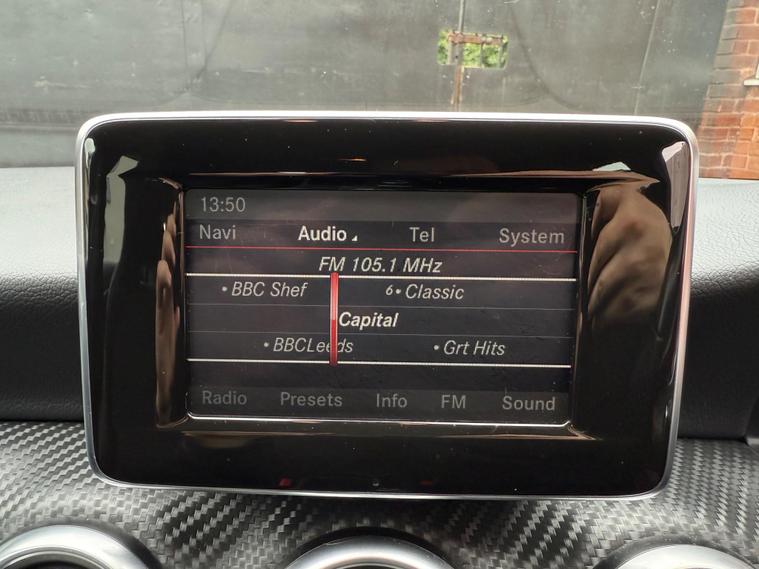 13:50
Navi Audio Tel System
FM 105.1 MHz
• BBC Shef 6• Classic
Capital
• BBCLeeds • Grt Hits
Radio Presets Info FM Sound